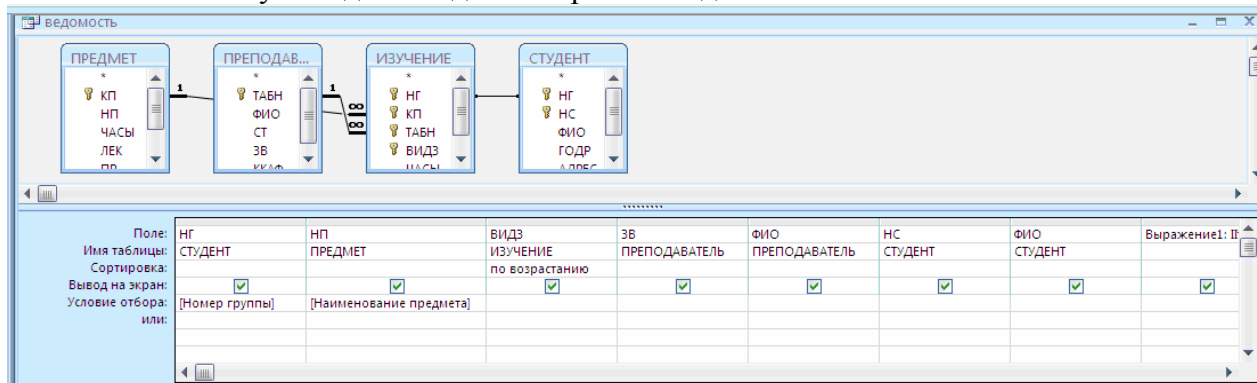 ведомость
ПРЕДМЕТ ПРЕПОДАВ... ИЗУЧЕНИЕ СТУДЕНТ
* * * *
КП 1 ТАБН 1 НГ НГ
НП ФИО ∞ КП НС
ЧАСЫ СТ ∞ ТАБН ФИО
ЛЕК ЗВ ВИДЗ ГОДР
Поле: НГ НП ВИДЗ ЗВ ФИО НС ФИО Выражение1:
Имя таблицы: СТУДЕНТ ПРЕДМЕТ ИЗУЧЕНИЕ ПРЕПОДАВАТЕЛЬ ПРЕПОДАВАТЕЛЬ СТУДЕНТ СТУДЕНТ
Сортировка: по возрастанию
Вывод на экран:
Условие отбора: [Номер группы] [Наименование предмета]
или: